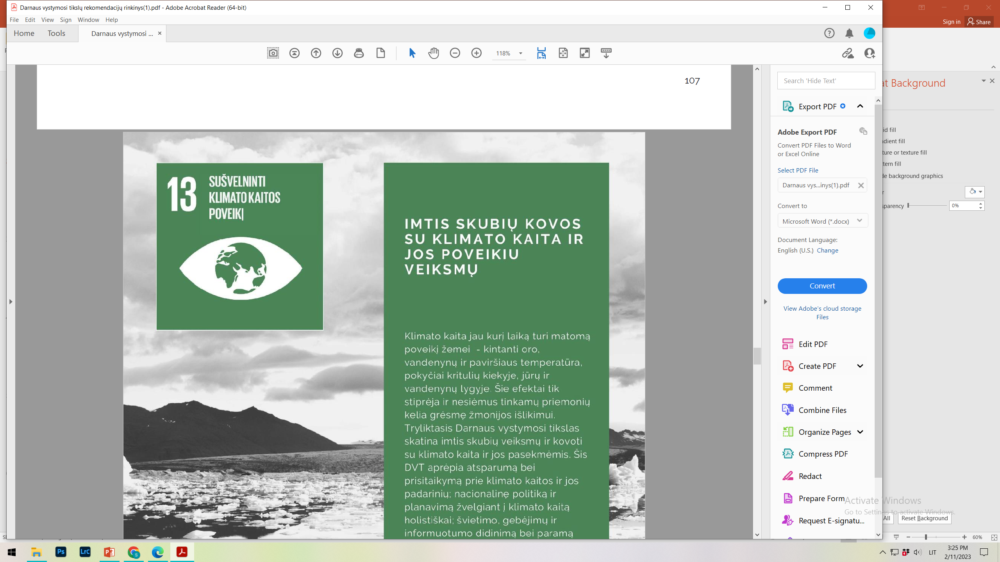 Darnaus vystymosi tikslų rekomendacijų rinkinys(1).pdf - Adobe Acrobat Reader (64-bit)
File Edit View Sign Window Help
Sign in Share
Home Tools Darnaus vystymosi ...
118%
107
Search 'Hide Text'
at Background
Export PDF
Adobe Export PDF
Convert PDF Files to Word
or Excel Online
Select PDF File
Darnaus vys...inys(1).pdf
Convert to
Microsoft Word (*.docx)
Document Language:
English (U.S.) Change
Convert
View Adobe's cloud storage
Files
Edit PDF
Create PDF
Comment
Combine Files
Organize Pages
Compress PDF
Redact
Prepare Form
Request E-signatu...
id fill
dient fill
ture or texture fill
tern fill
de background graphics
r
sparency 0%
13 SUŠVELNINTI
KLIMATO KAITOS
POVEIKĮ
IMTIS SKUBIŲ KOVOS
SU KLIMATO KAITA IR
JOS POVEIKIU
VEIKSMŲ
Klimato kaita jau kurį laiką turi matomą
poveikį žemei - kintanti oro,
vandenynų ir paviršiaus temperatūra,
pokyčiai kritulių kiekyje, jūrų ir
vandenynų lygyje. Šie efektai tik
stiprėja ir nesiėmus tinkamų priemonių
kelia grėsmę žmonijos išlikimui.
Tryliktasis Darnaus vystymosi tikslas
skatina imtis skubių veiksmų ir kovoti
su klimato kaita ir jos pasekmėmis. Šis
DVT aprėpia atsparumą bei
prisitaikymą prie klimato kaitos ir jos
padarinių; nacionalinę politiką ir
planavimą žvelgiant į klimato kaitą
holistiškai; švietimo, gebėjimų ir
informuotumo didinimą bei paramą
Activate Windows
Go to Settings to activate Windows.
All Reset Background
60%
Ps LrC
LIT
3:25 PM
2/11/2023